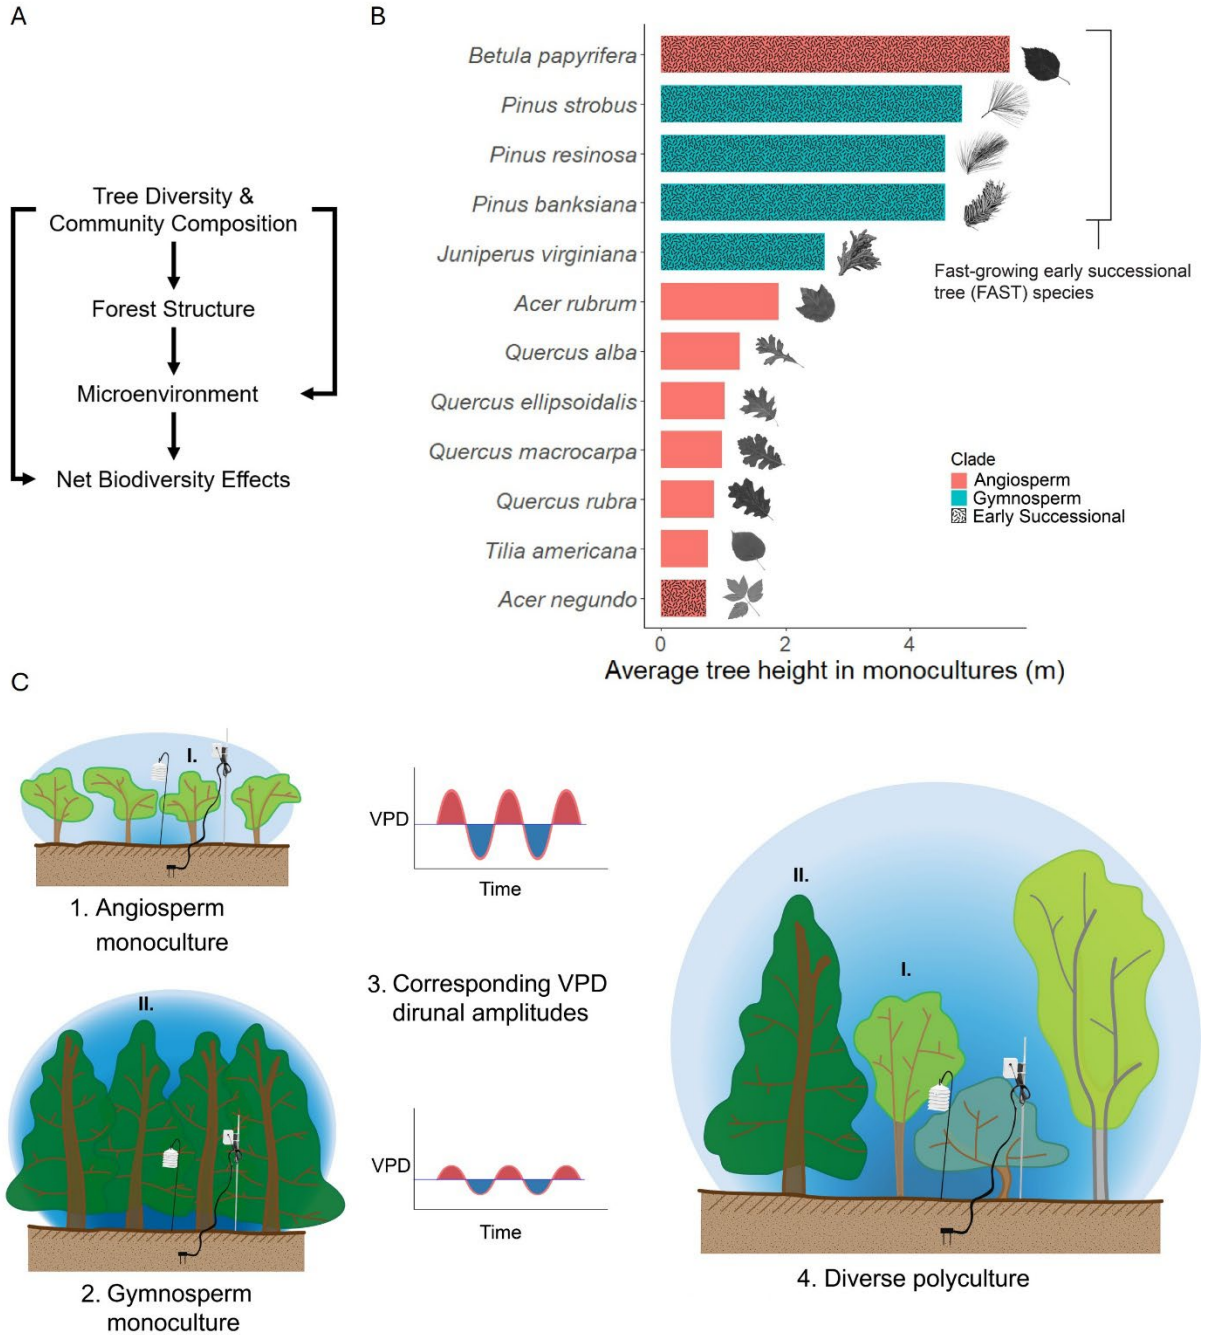 A
Tree Diversity &
Community Composition
Forest Structure
Microenvironment
Net Biodiversity Effects
B
Betula papyrifera
Pinus strobus
Pinus resinosa
Pinus banksiana
Juniperus virginiana
Acer rubrum
Quercus alba
Quercus ellipsoidalis
Quercus macrocarpa
Quercus rubra
Tilia americana
Acer negundo
0 2 4
Average tree height in monocultures (m)
Fast-growing early successional
tree (FAST) species
Clade
Angiosperm
Gymnosperm
Early Successional
C
I.
1. Angiosperm
monoculture
II.
2. Gymnosperm
monoculture
VPD
Time
3. Corresponding VPD
dirunal amplitudes
VPD
Time
II.
I.
4. Diverse polyculture